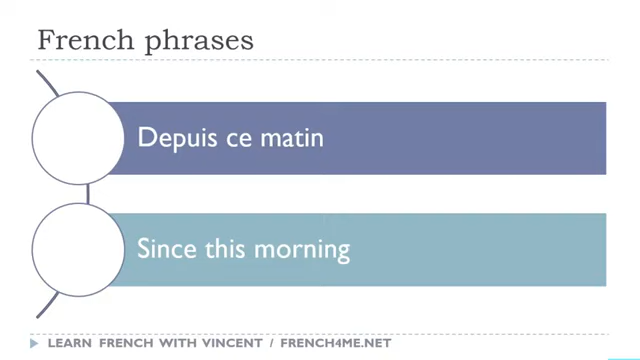 French phrases
Depuis ce matin
Since this morning
LEARN FRENCH WITH VINCENT / FRENCH4ME.NET